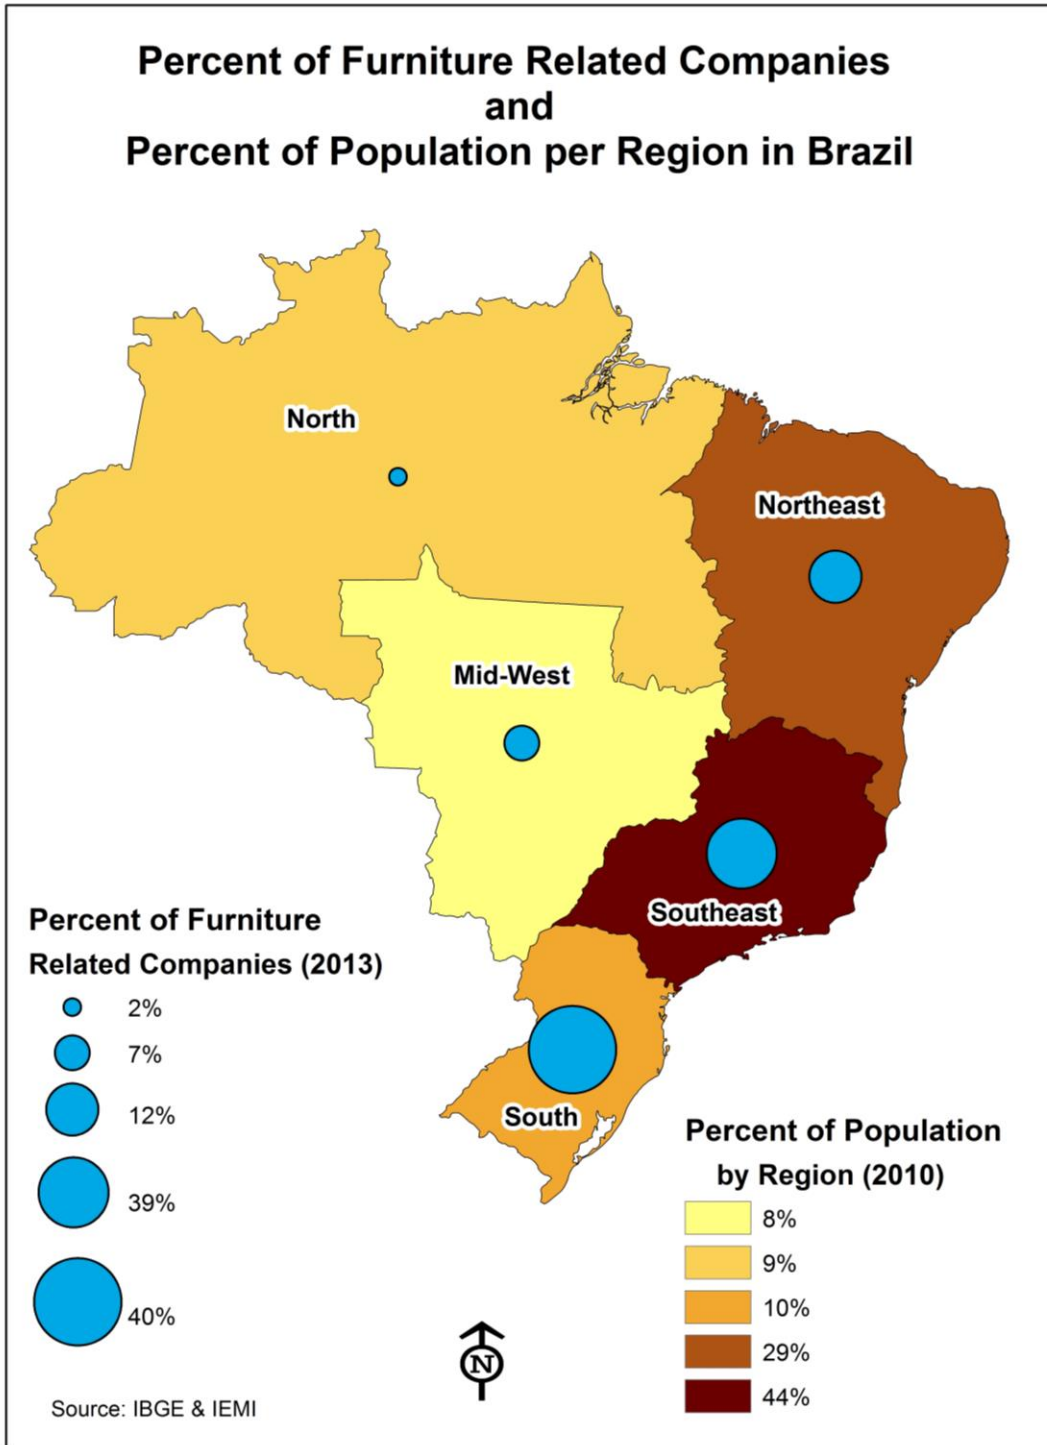 Percent of Furniture Related Companies
and
Percent of Population per Region in Brazil
North
Northeast
Mid-West
Southeast
South
Percent of Furniture
Related Companies (2013)
2%
7%
12%
39%
40%
Percent of Population
by Region (2010)
8%
9%
10%
29%
44%
N
Source: IBGE & IEMI